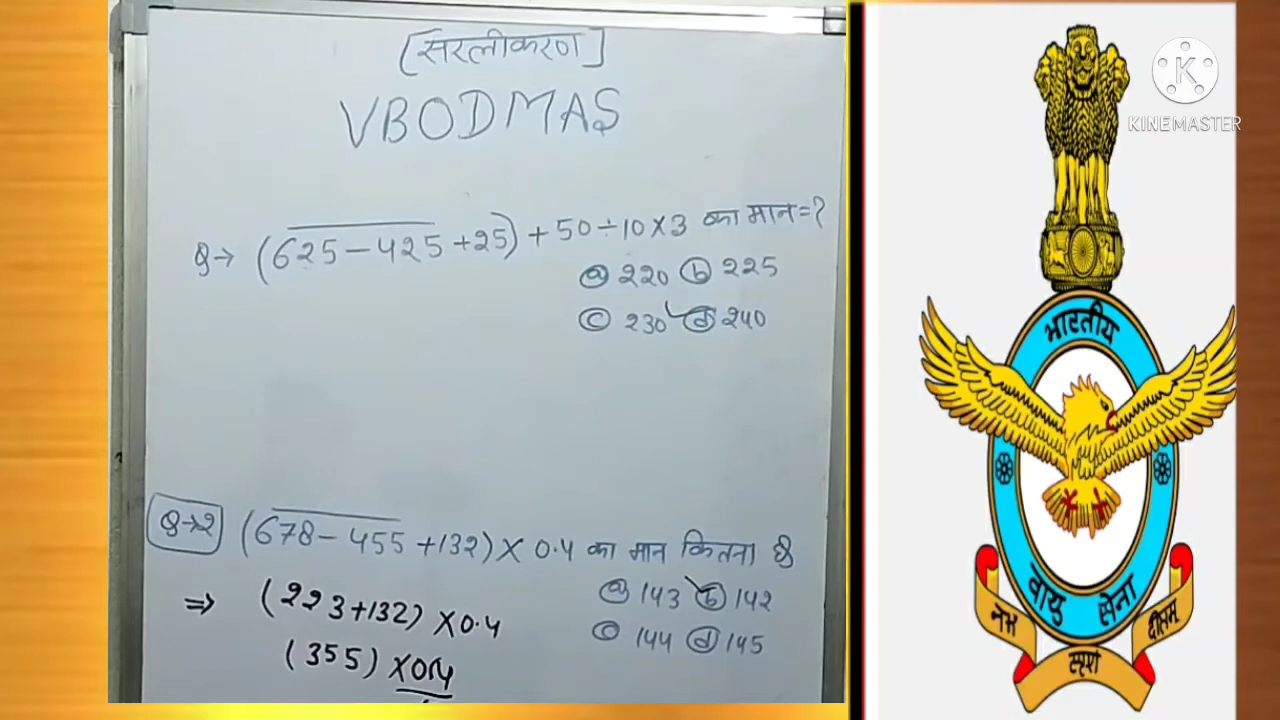 [सरलीकरण]
VBODMAS
Q→ (625-425+25)+50÷10×3 का मान=?
ⓐ 220 ⓑ 225
ⓒ 230 ⓓ 240
Q→2 (678-455+132)×0.4 का मान कितना है
ⓐ 143 ⓑ 142
ⓒ 144 ⓓ 145
⇒ (223+132)×0.4
(355)×0.4
K
KINEMASTER
भारतीय
वायु सेना
नभः स्पृशं दीप्तम्